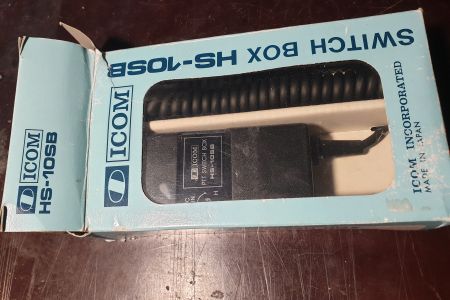 ICOM
HS-10SB
ICOM
SWITCH BOX HS-10SB
ICOM INCORPORATED
MADE IN JAPAN
ICOM
PTT SWITCH BOX
HS-10SB